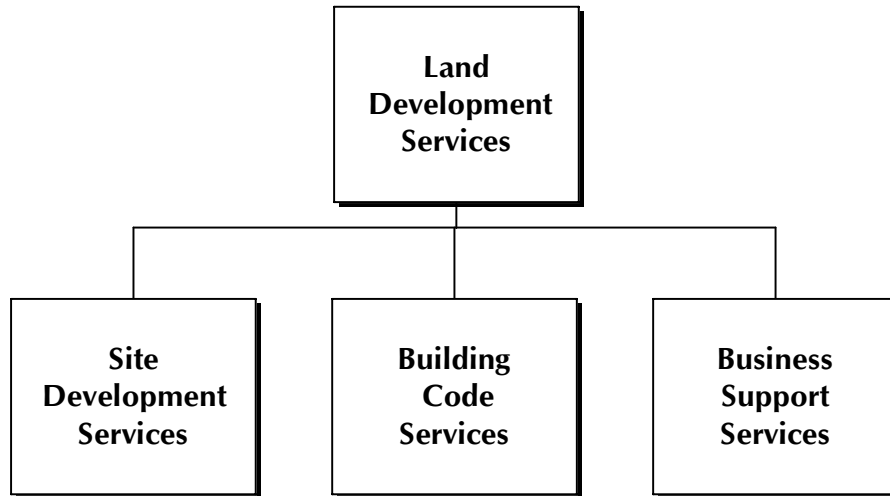 Land
Development
Services
Site
Development
Services
Building
Code
Services
Business
Support
Services